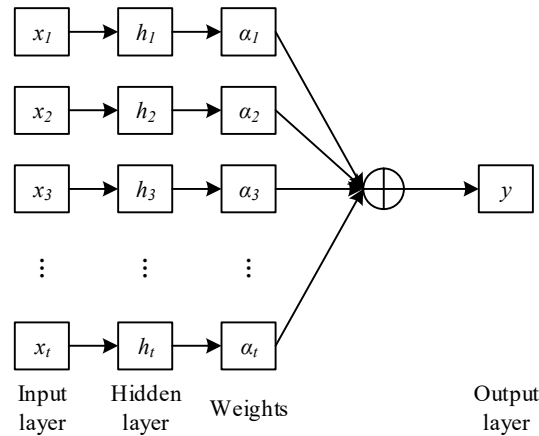 x1 h1 α1
x2 h2 α2
x3 h3 α3 y
⋮ ⋮ ⋮
xt ht αt
Input layer
Hidden layer
Weights
Output layer